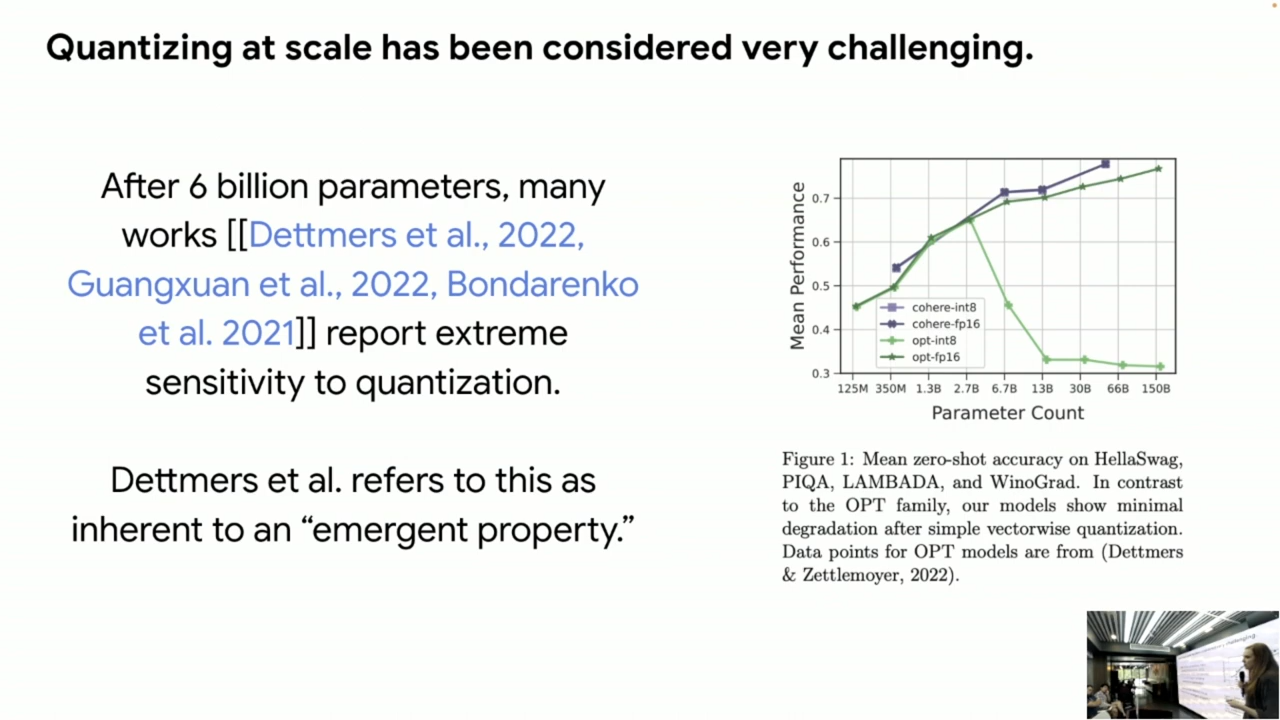 Quantizing at scale has been considered very challenging.
After 6 billion parameters, many
works [[Dettmers et al., 2022,
Guangxuan et al., 2022, Bondarenko
et al. 2021]] report extreme
sensitivity to quantization.
Dettmers et al. refers to this as
inherent to an “emergent property.”
Mean Performance
0.7
0.6
0.5
0.4
0.3
cohere-int8
cohere-fp16
opt-int8
opt-fp16
125M 350M 1.3B 2.7B 6.7B 13B 30B 66B 150B
Parameter Count
Figure 1: Mean zero-shot accuracy on HellaSwag,
PIQA, LAMBADA, and WinoGrad. In contrast
to the OPT family, our models show minimal
degradation after simple vectorwise quantization.
Data points for OPT models are from (Dettmers
& Zettlemoyer, 2022).